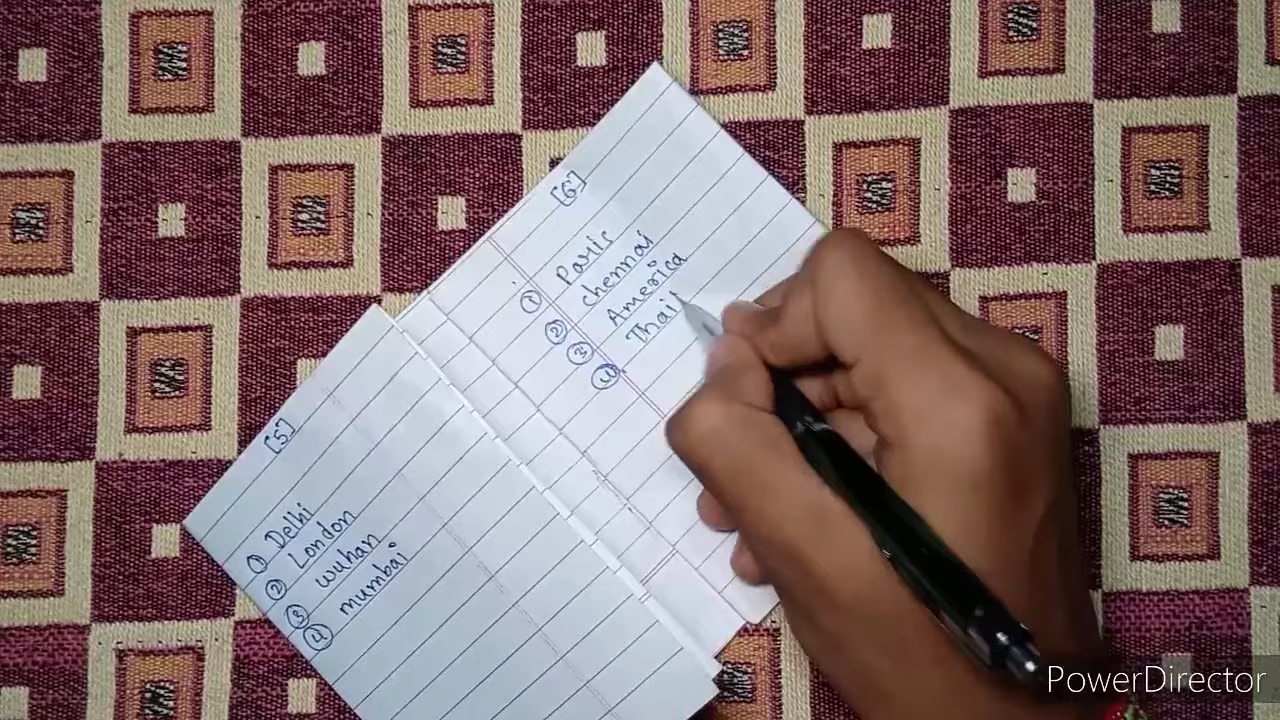 [5]
① Delhi
② London
③ wuhan
④ mumbai
[6]
① Paris
② chennai
③ America
④ Thai
PowerDirector